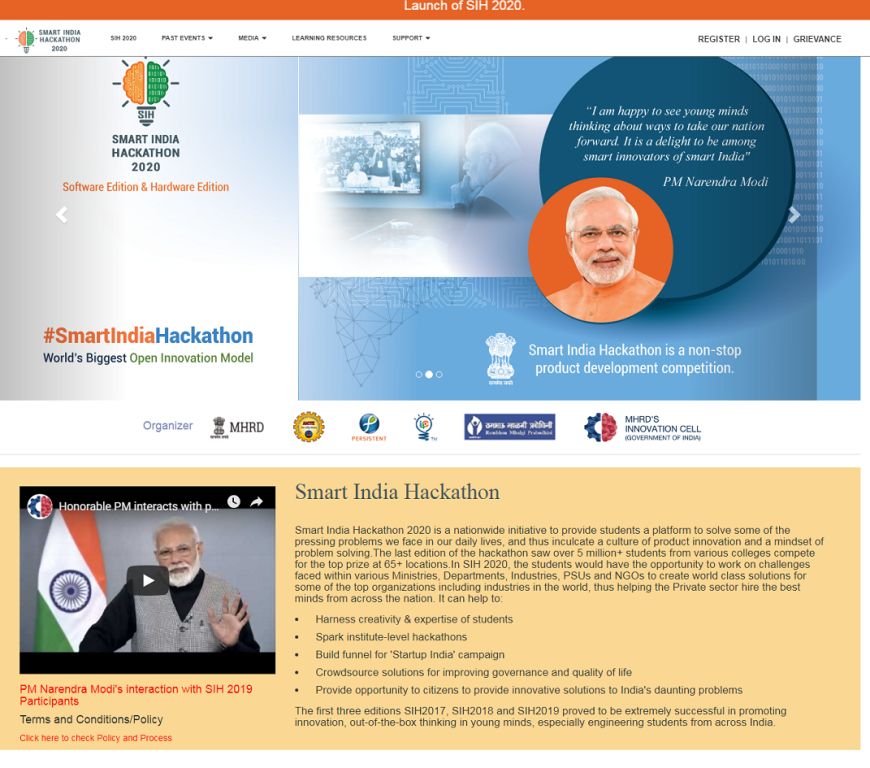 Launch of SIH 2020.
SMART INDIA
HACKATHON
2020
SIH 2020
PAST EVENTS
MEDIA
LEARNING RESOURCES
SUPPORT
REGISTER | LOG IN | GRIEVANCE
SIH
SMART INDIA
HACKATHON
2020
Software Edition & Hardware Edition
#SmartIndiaHackathon
World's Biggest Open Innovation Model
“I am happy to see young minds
thinking about ways to take our nation
forward. It is a delight to be among
smart innovators of smart India”
PM Narendra Modi
Smart India Hackathon is a non-stop
product development competition.
Organizer
MHRD
PERSISTENT
Rambhau Mhalgi Prabodhini
MHRD'S
INNOVATION CELL
(GOVERNMENT OF INDIA)
Honorable PM interacts with p...
PM Narendra Modi's interaction with SIH 2019
Participants
Terms and Conditions/Policy
Click here to check Policy and Process
Smart India Hackathon
Smart India Hackathon 2020 is a nationwide initiative to provide students a platform to solve some of the
pressing problems we face in our daily lives, and thus inculcate a culture of product innovation and a mindset of
problem solving.The last edition of the hackathon saw over 5 million+ students from various colleges compete
for the top prize at 65+ locations.In SIH 2020, the students would have the opportunity to work on challenges
faced within various Ministries, Departments, Industries, PSUs and NGOs to create world class solutions for
some of the top organizations including industries in the world, thus helping the Private sector hire the best
minds from across the nation. It can help to:
• Harness creativity & expertise of students
• Spark institute-level hackathons
• Build funnel for 'Startup India' campaign
• Crowdsource solutions for improving governance and quality of life
• Provide opportunity to citizens to provide innovative solutions to India's daunting problems
The first three editions SIH2017, SIH2018 and SIH2019 proved to be extremely successful in promoting
innovation, out-of-the-box thinking in young minds, especially engineering students from across India.